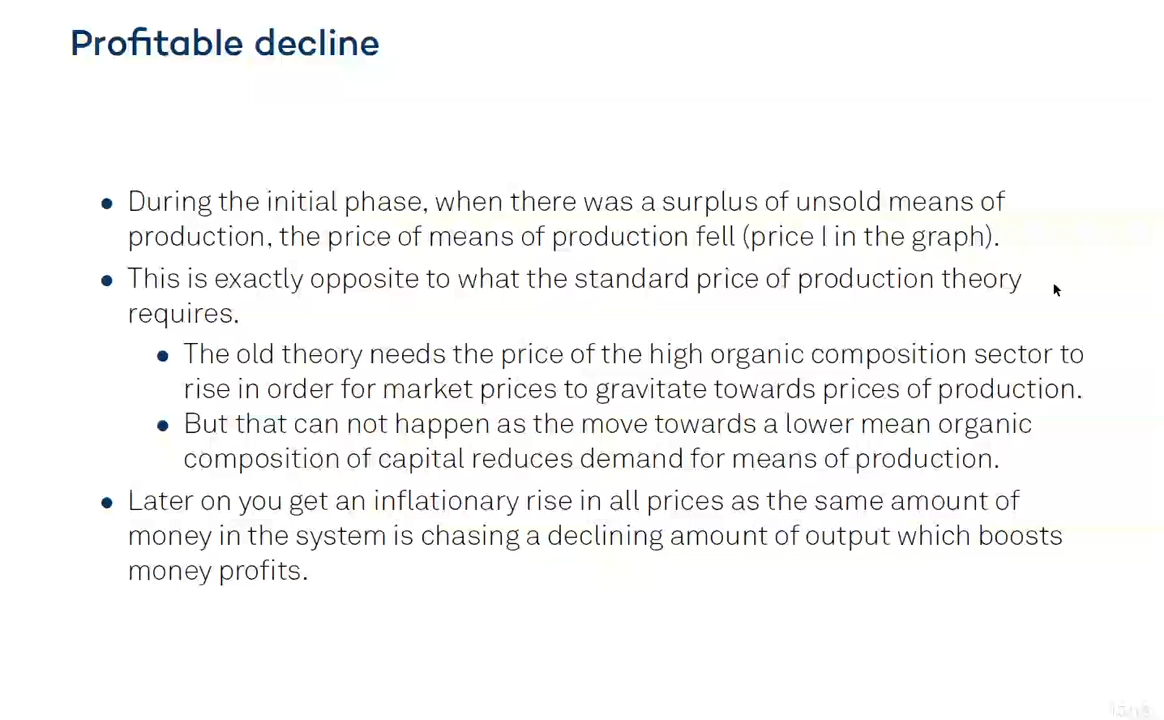 Profitable decline
● During the initial phase, when there was a surplus of unsold means of
production, the price of means of production fell (price I in the graph).
● This is exactly opposite to what the standard price of production theory
requires.
● The old theory needs the price of the high organic composition sector to
rise in order for market prices to gravitate towards prices of production.
● But that can not happen as the move towards a lower mean organic
composition of capital reduces demand for means of production.
● Later on you get an inflationary rise in all prices as the same amount of
money in the system is chasing a declining amount of output which boosts
money profits.